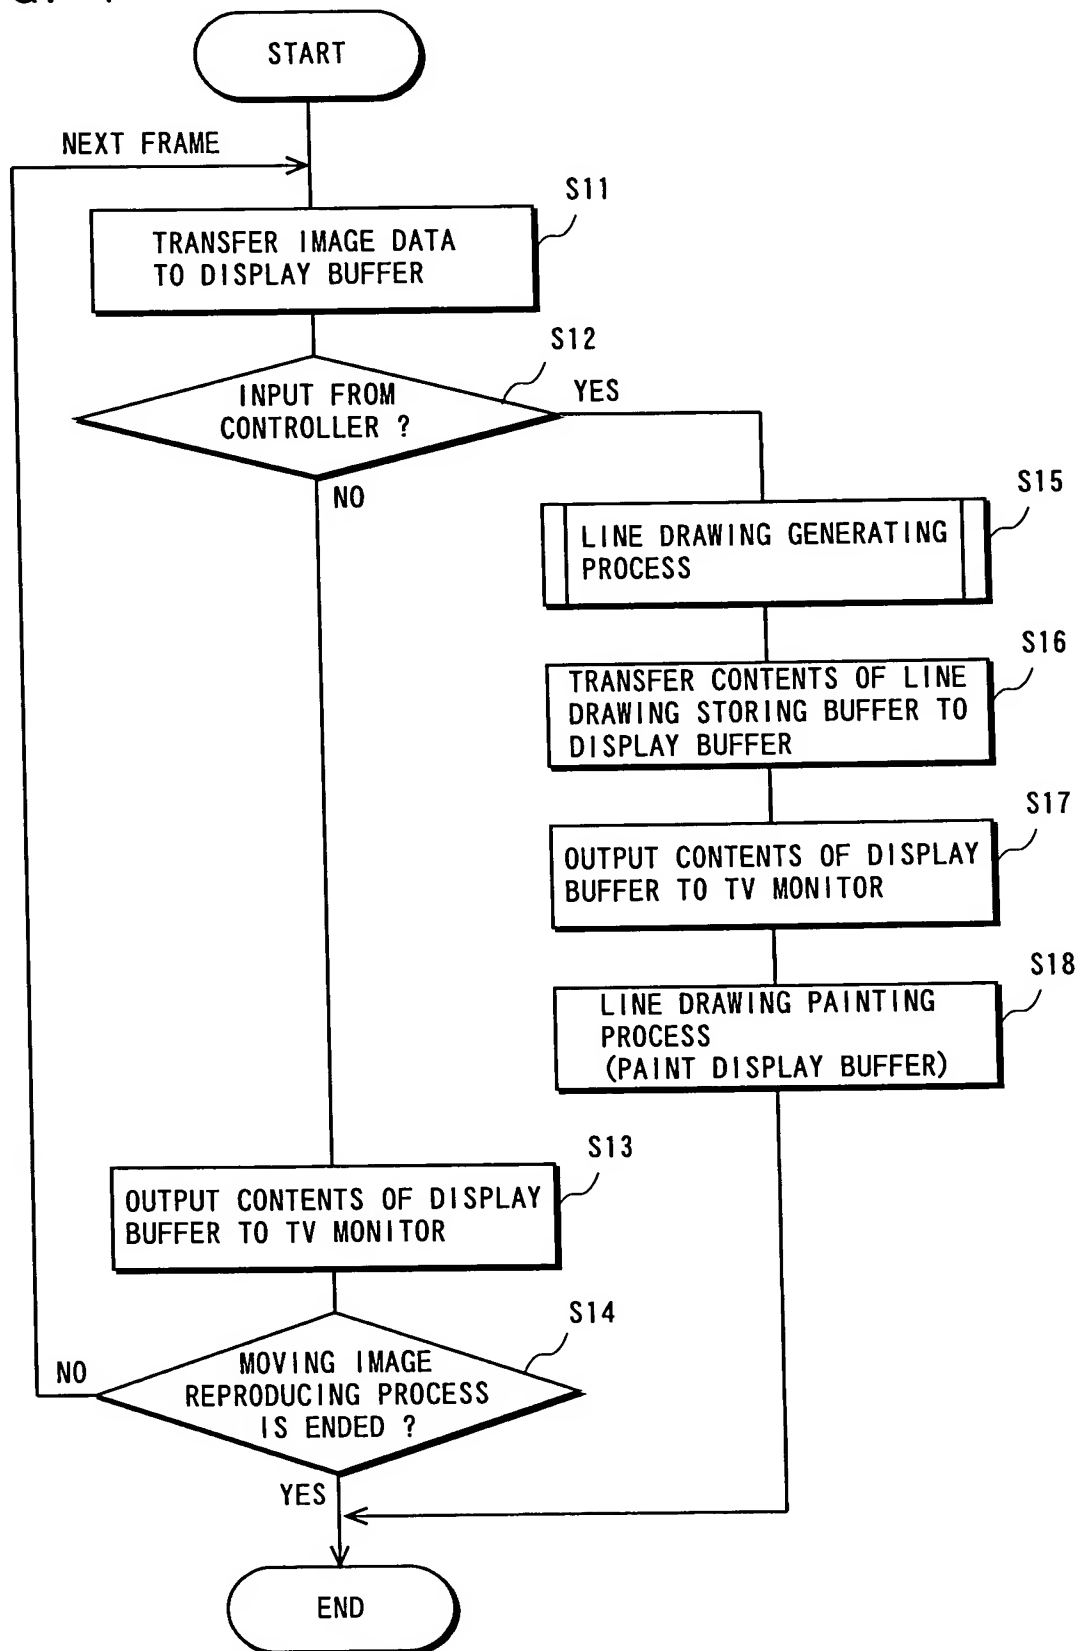 START
NEXT FRAME
S11
TRANSFER IMAGE DATA
TO DISPLAY BUFFER
S12
INPUT FROM
CONTROLLER ?
YES
NO
S15
LINE DRAWING GENERATING
PROCESS
S16
TRANSFER CONTENTS OF LINE
DRAWING STORING BUFFER TO
DISPLAY BUFFER
S17
OUTPUT CONTENTS OF DISPLAY
BUFFER TO TV MONITOR
S18
LINE DRAWING PAINTING
PROCESS
(PAINT DISPLAY BUFFER)
S13
OUTPUT CONTENTS OF DISPLAY
BUFFER TO TV MONITOR
S14
MOVING IMAGE
REPRODUCING PROCESS
IS ENDED ?
NO
YES
END